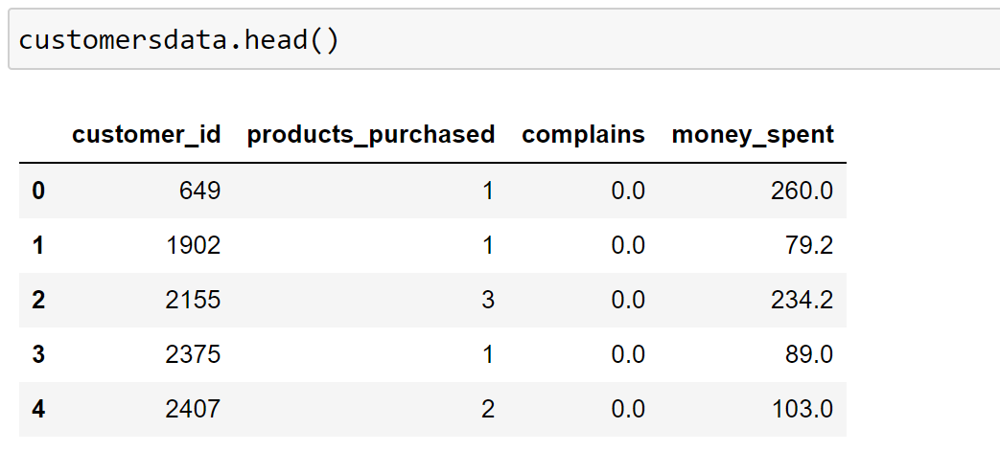 customersdata.head()
customer_id products_purchased complains money_spent
0 649 1 0.0 260.0
1 1902 1 0.0 79.2
2 2155 3 0.0 234.2
3 2375 1 0.0 89.0
4 2407 2 0.0 103.0